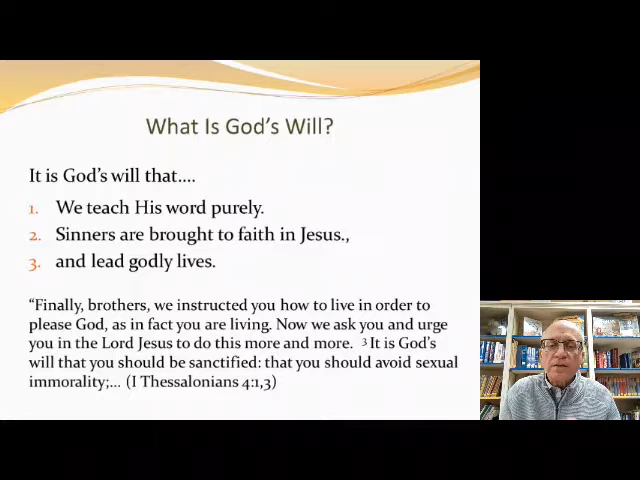 What Is God's Will?
It is God's will that....
1. We teach His word purely.
2. Sinners are brought to faith in Jesus.,
3. and lead godly lives.
“Finally, brothers, we instructed you how to live in order to
please God, as in fact you are living. Now we ask you and urge
you in the Lord Jesus to do this more and more. ³ It is God's
will that you should be sanctified: that you should avoid sexual
immorality;... (I Thessalonians 4:1,3)